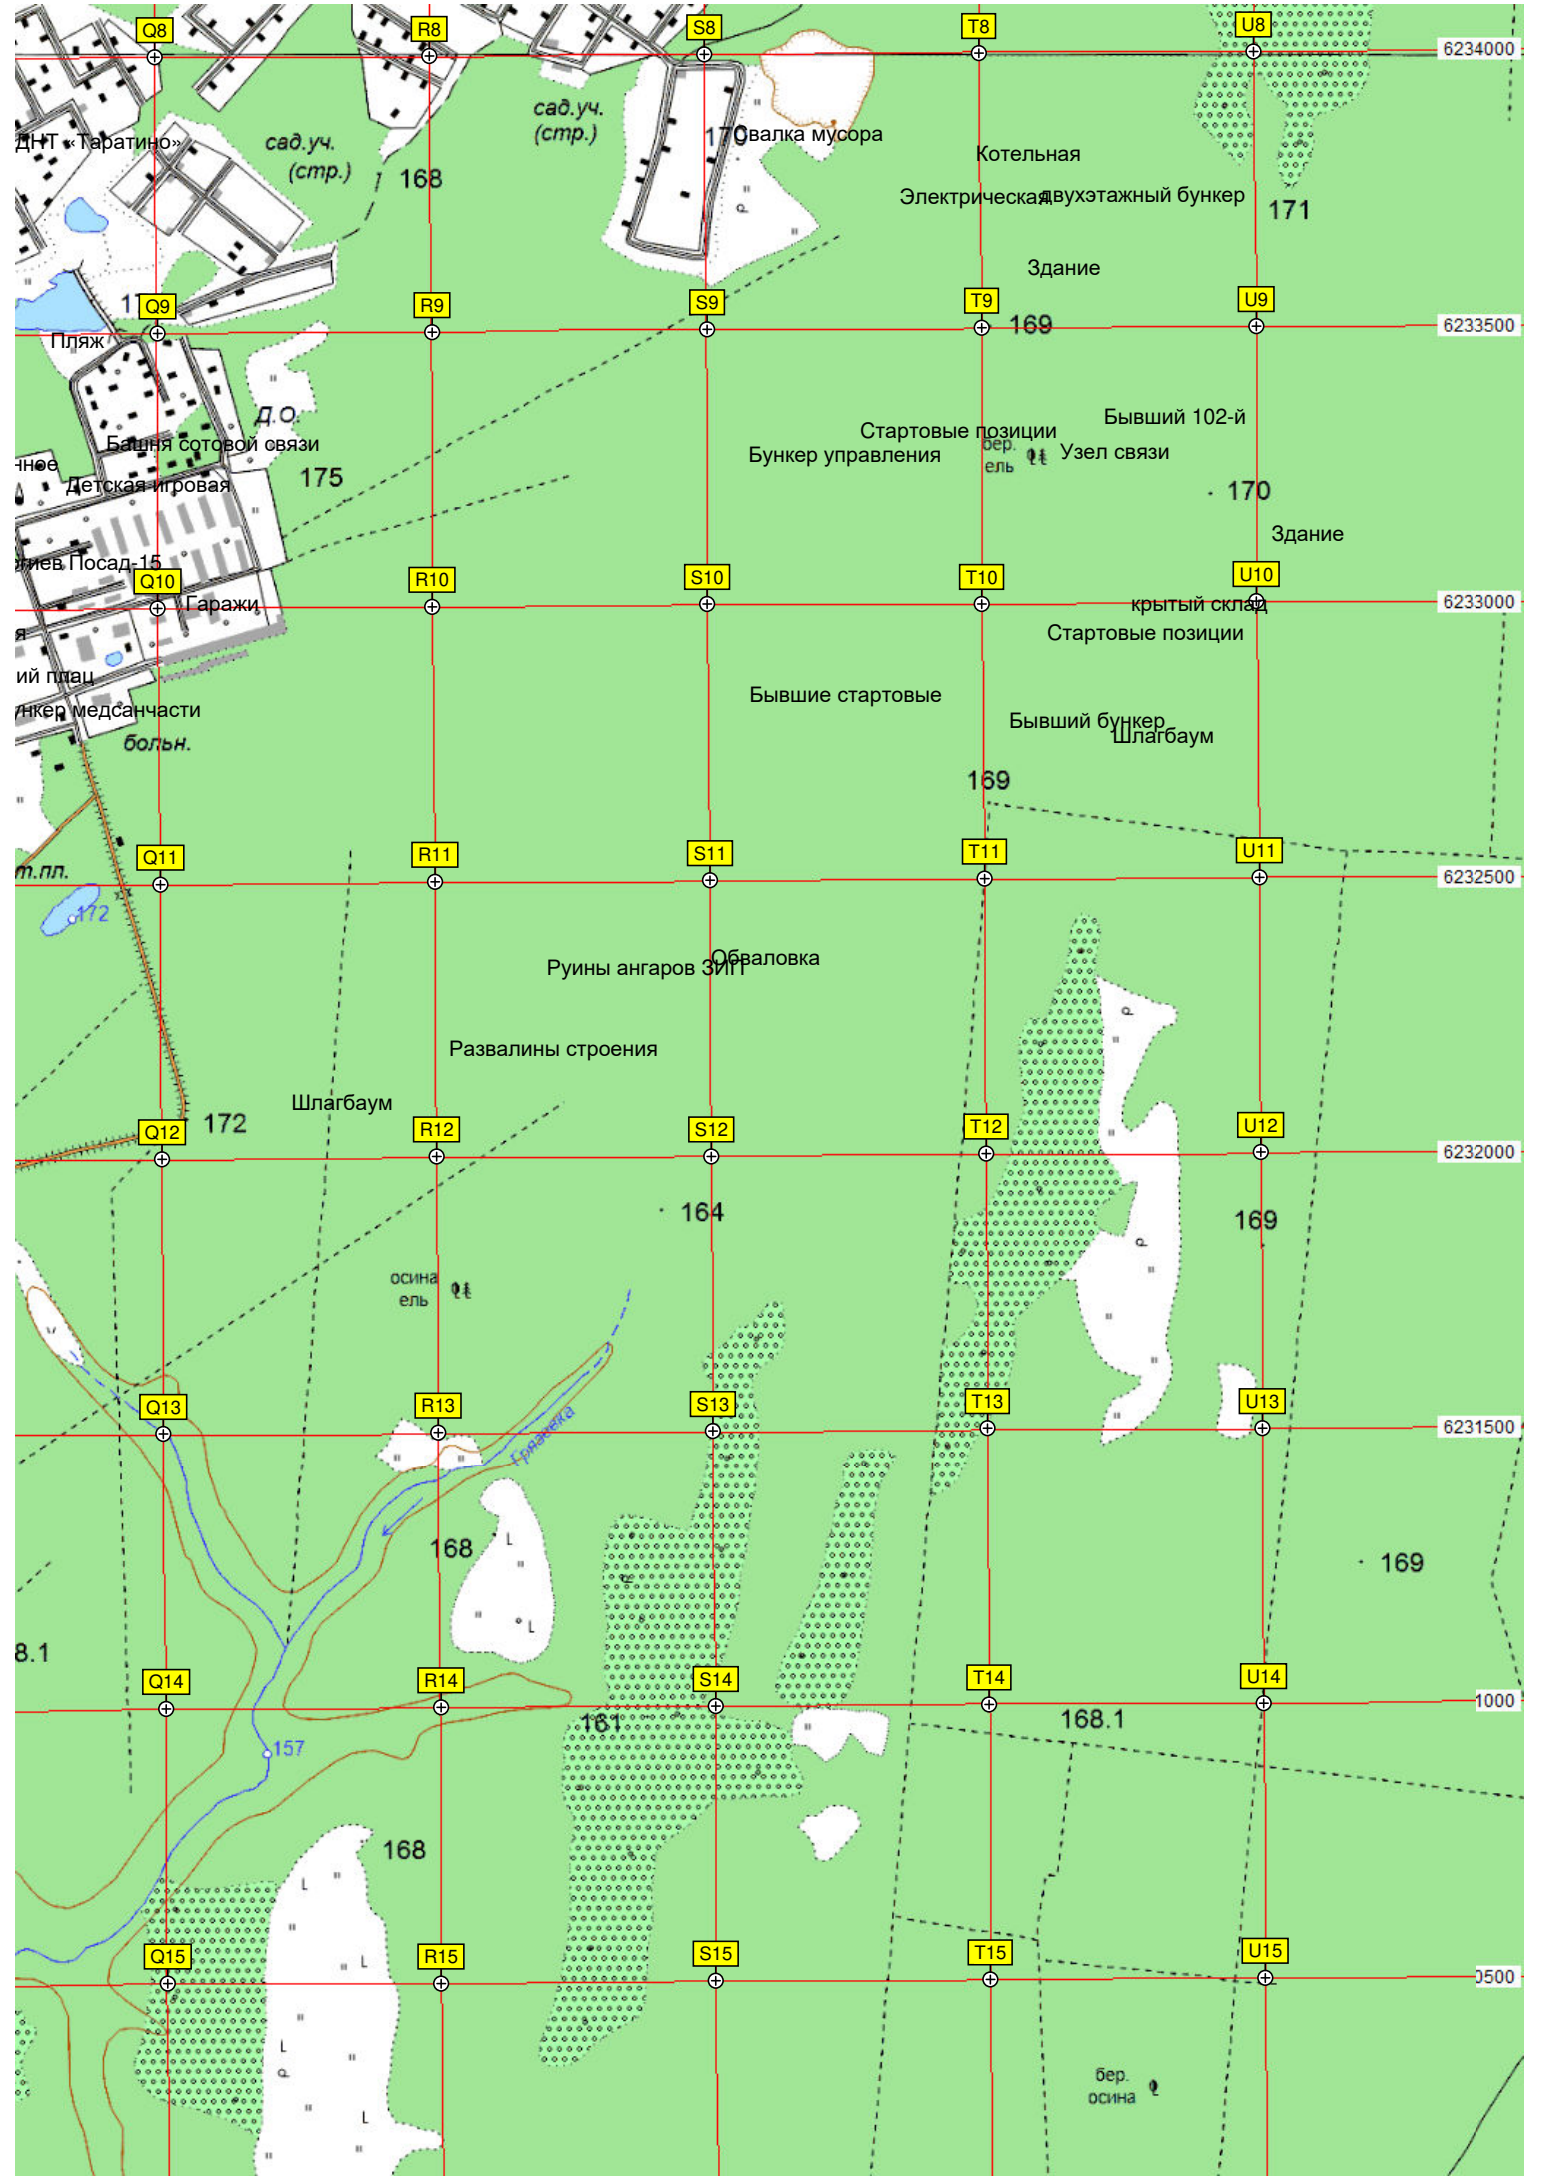 Q8
R8
S8
T8
U8
6234000
сад.уч.
(стр.)
ДНТ «Таратино»
сад.уч.
(стр.)
168
170
Свалка мусора
Котельная
Электрическая
двухэтажный бункер
171
Здание
Q9
R9
S9
T9
U9
169
6233500
Пляж
Д.О.
Бывший 102-й
Стартовые позиции
Башня сотовой связи
нное
Бункер управления
бер.
ель
Узел связи
175
Детская игровая
170
Здание
гиев Посад-15
Q10
R10
S10
T10
U10
6233000
Гаражи
крытый склад
я
Стартовые позиции
ий плац
Бывшие стартовые
нкер медсанчасти
Бывший бункер
Шлагбаум
больн.
169
Q11
R11
S11
T11
U11
6232500
т.пл.
172
Руины ангаров ЗИП
Обваловка
Развалины строения
Шлагбаум
172
Q12
R12
S12
T12
U12
6232000
164
169
осина
ель
Q13
R13
S13
T13
U13
6231500
Грязевка
168
169
8.1
Q14
R14
S14
T14
U14
1000
161
168.1
157
168
Q15
R15
S15
T15
U15
0500
бер.
осина